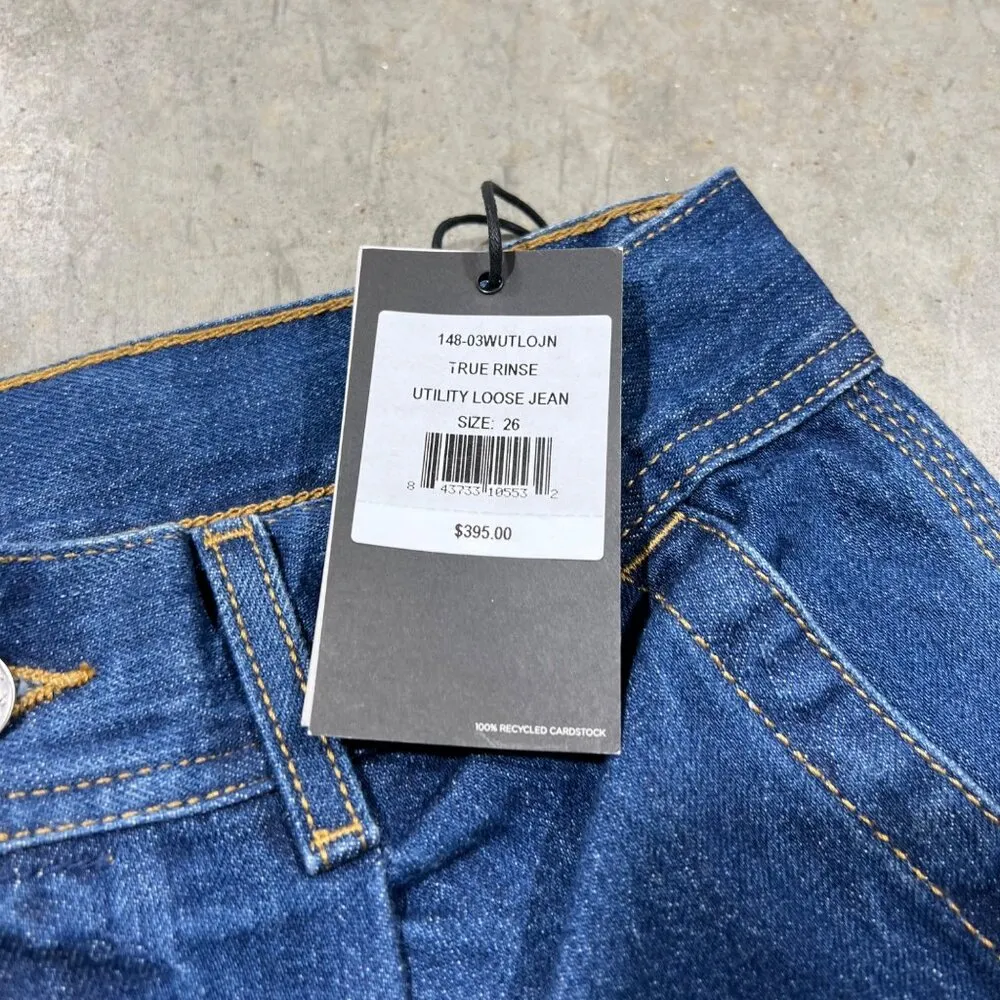 148-03WUTLOJN
TRUE RINSE
UTILITY LOOSE JEAN
SIZE: 26
8 43733 10553 2
$395.00
100% RECYCLED CARDSTOCK